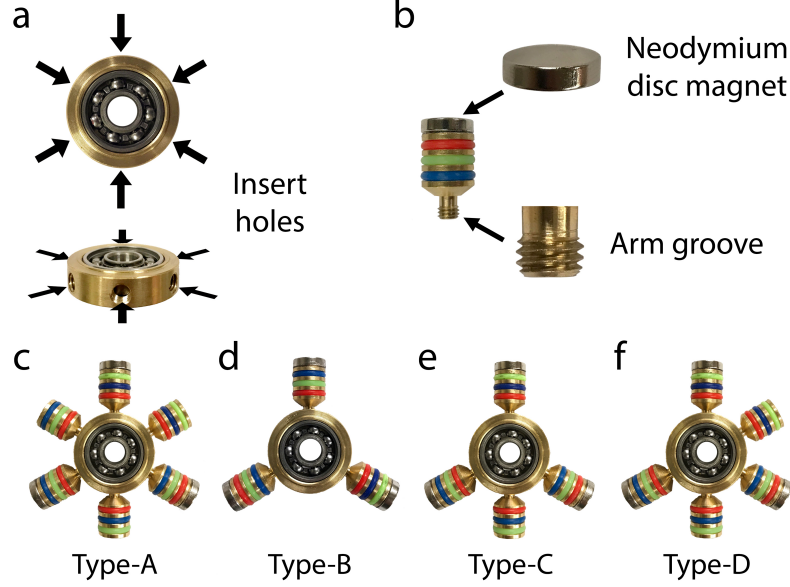 a
b
Neodymium
disc magnet
Insert
holes
Arm groove
c
d
e
f
Type-A
Type-B
Type-C
Type-D